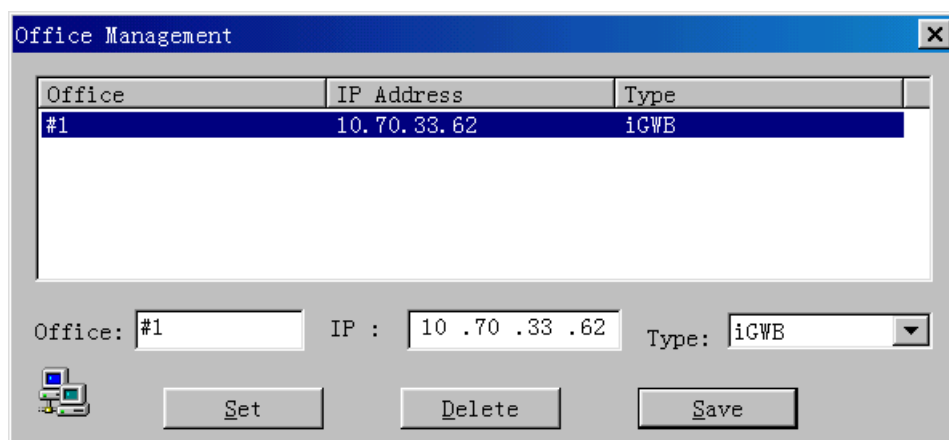 Office Management
Office IP Address Type
#1 10.70.33.62 iGWB
Office: #1 IP : 10 .70 .33 .62 Type: iGWB
Set Delete Save